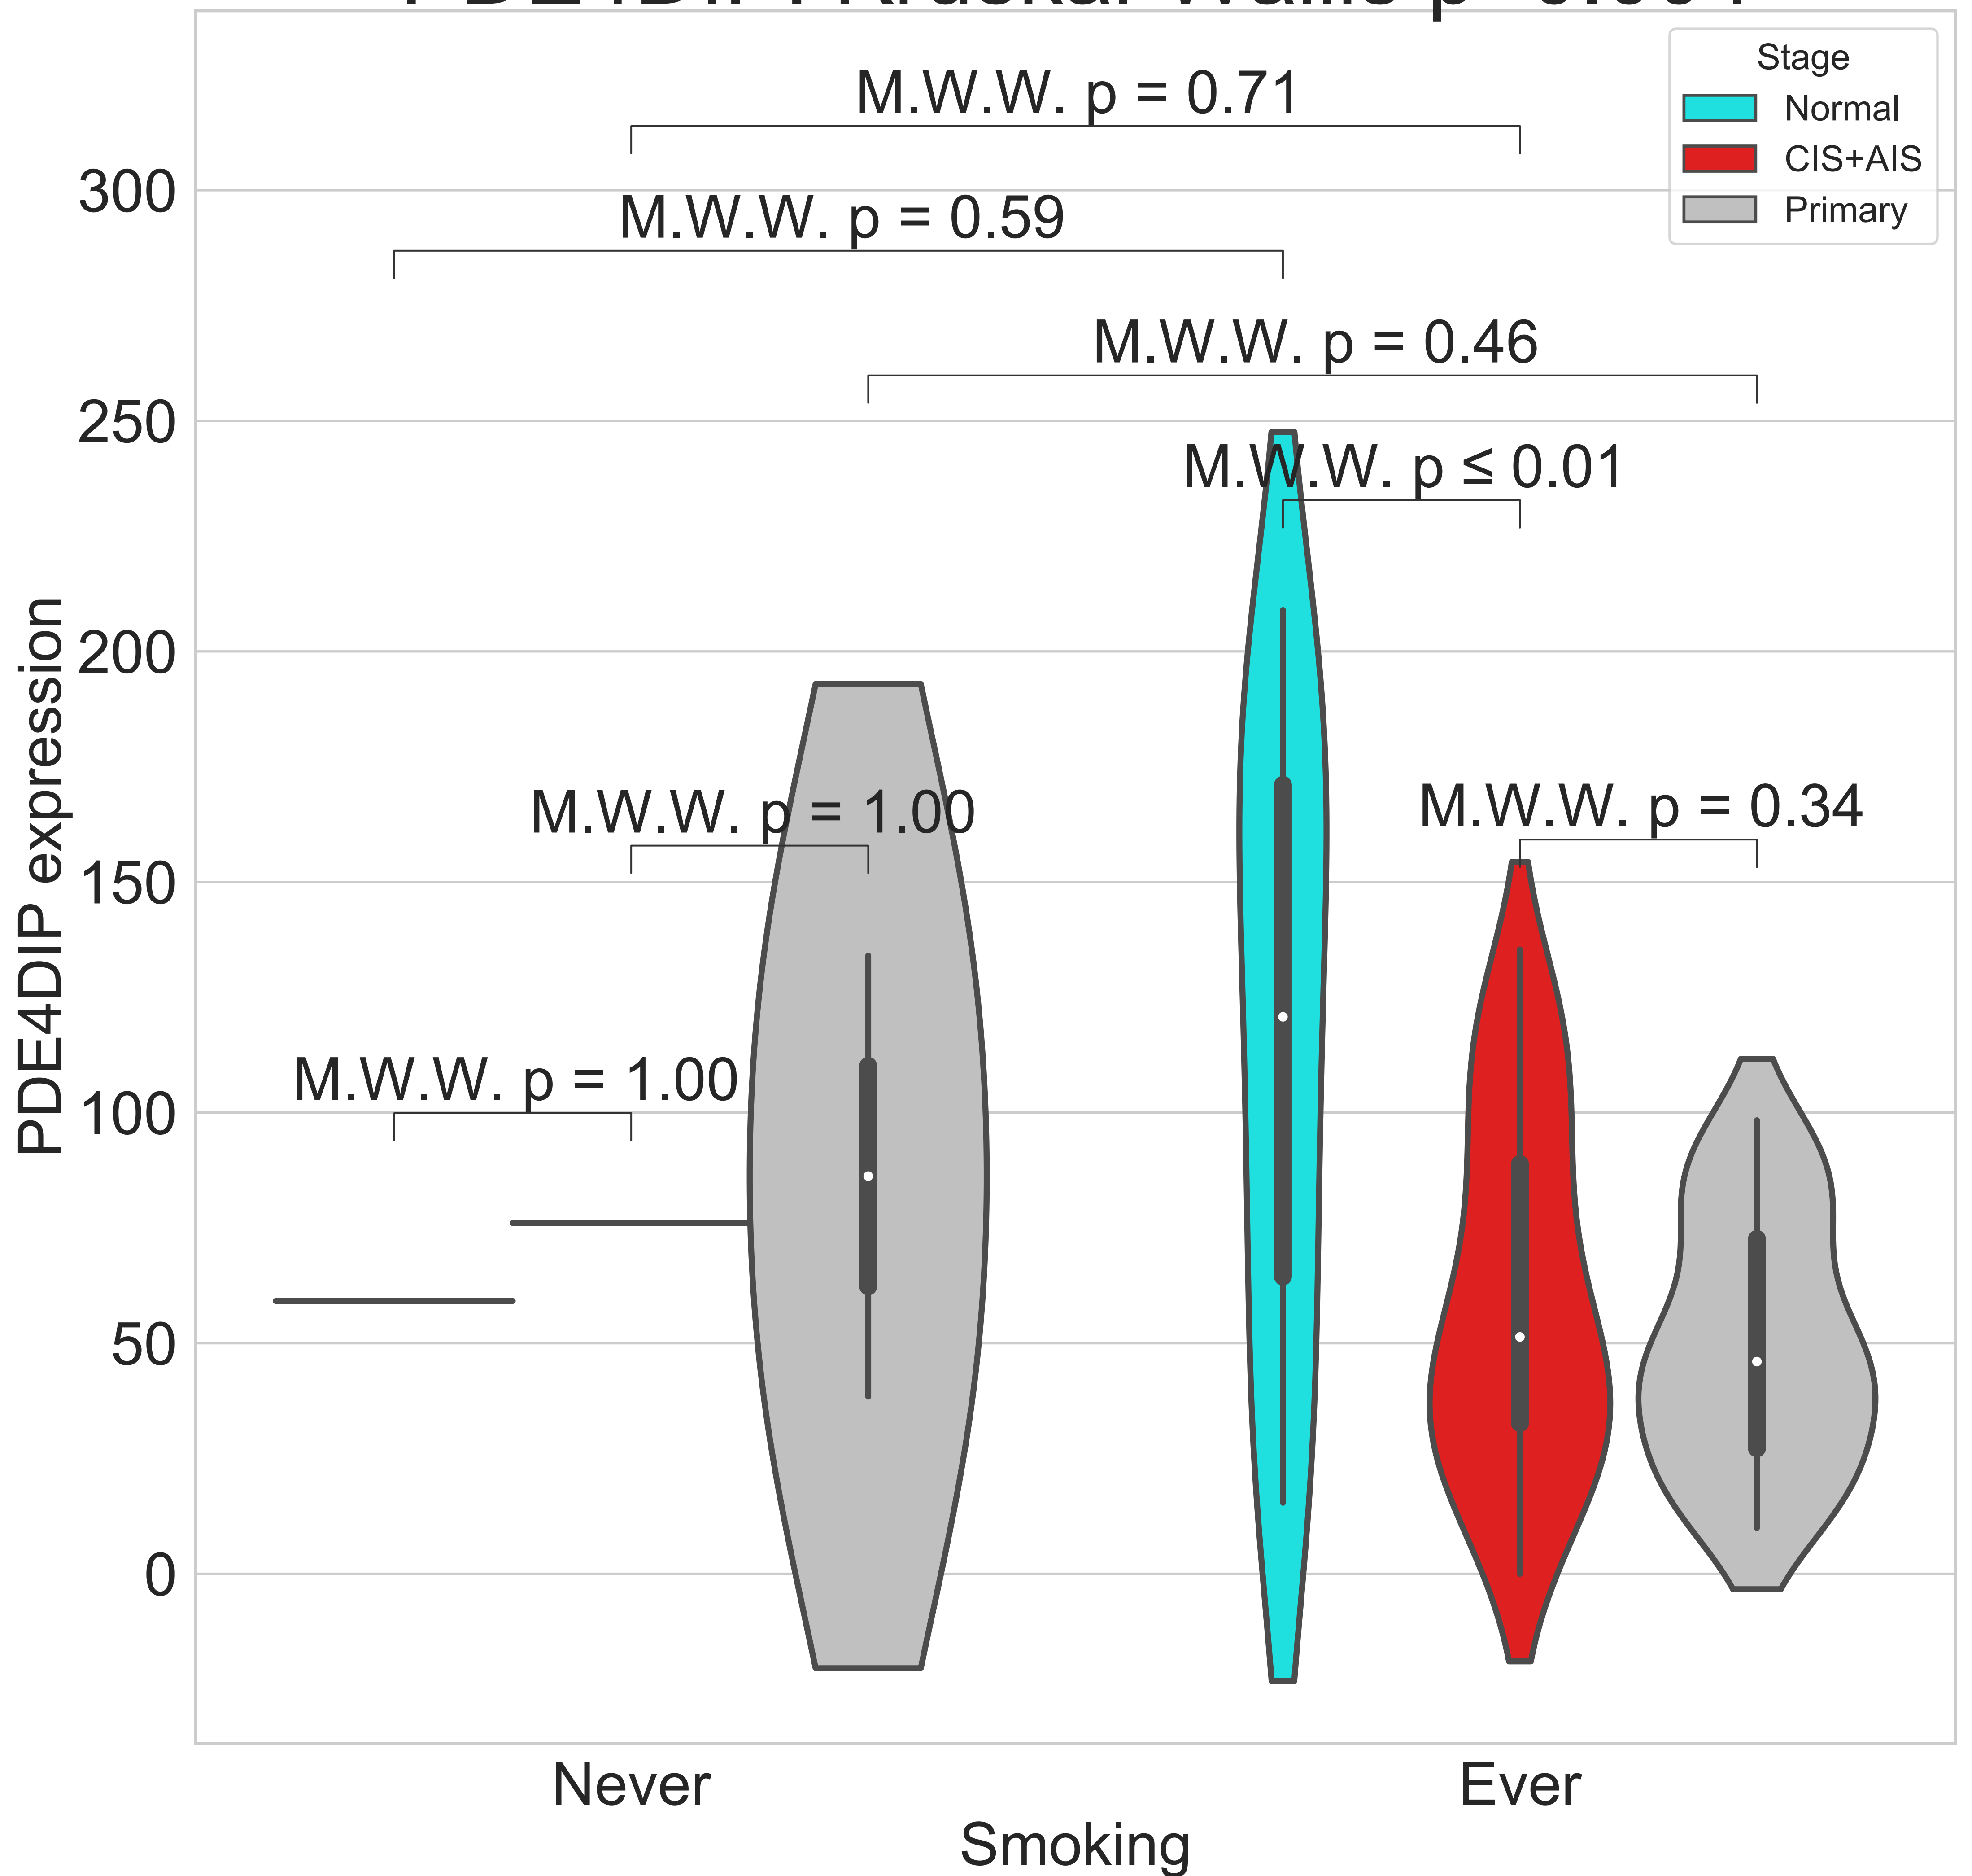 Stage
Normal
CIS+AIS
Primary
M.W.W. p = 0.71
M.W.W. p = 0.59
M.W.W. p = 0.46
M.W.W. p ≤ 0.01
M.W.W. p = 1.00
M.W.W. p = 0.34
M.W.W. p = 1.00
300
250
200
150
100
50
0
PDE4DIP expression
Never
Ever
Smoking